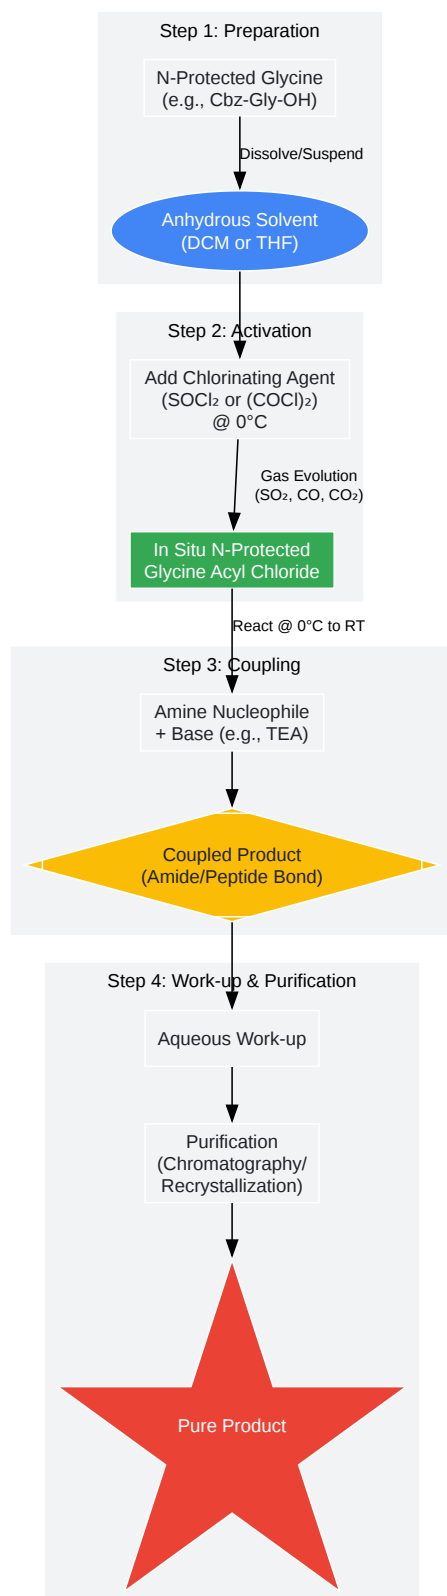 Step 1: Preparation
N-Protected Glycine
(e.g., Cbz-Gly-OH)
Dissolve/Suspend
Anhydrous Solvent
(DCM or THF)
Step 2: Activation
Add Chlorinating Agent
(SOCl₂ or (COCl)₂)
@ 0°C
Gas Evolution
(SO₂, CO, CO₂)
In Situ N-Protected
Glycine Acyl Chloride
React @ 0°C to RT
Step 3: Coupling
Amine Nucleophile
+ Base (e.g., TEA)
Coupled Product
(Amide/Peptide Bond)
Step 4: Work-up & Purification
Aqueous Work-up
Purification
(Chromatography/
Recrystallization)
Pure Product